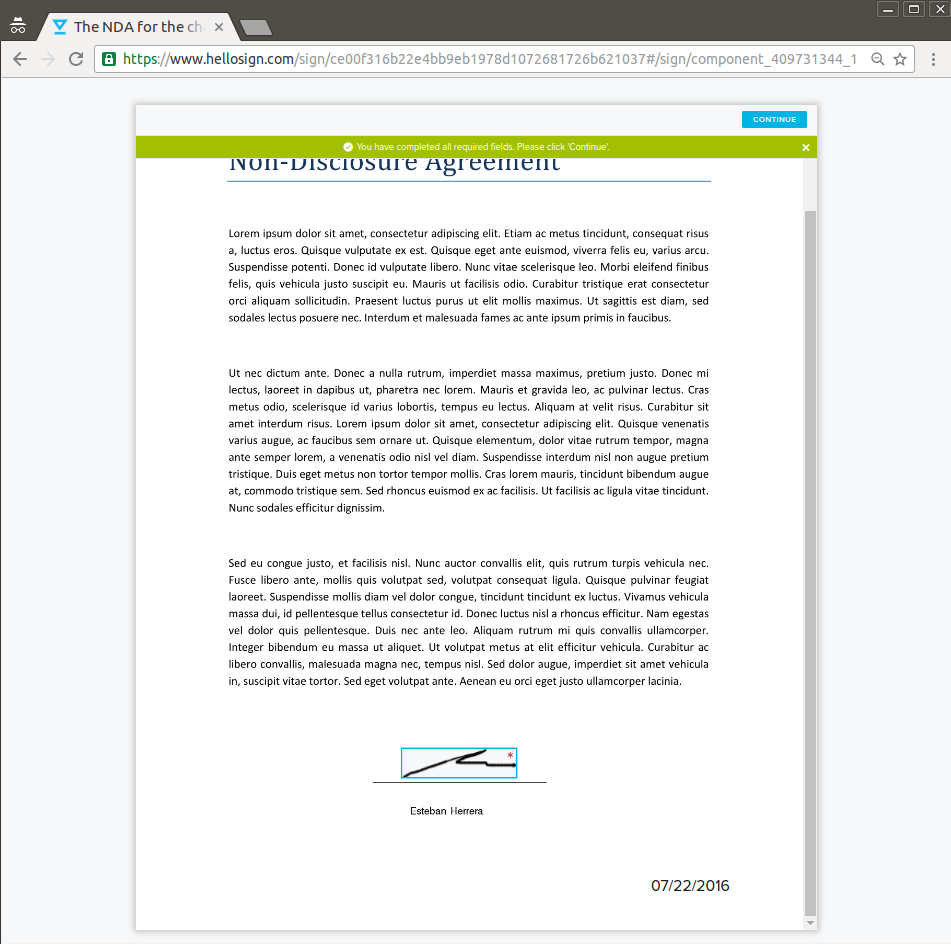 The NDA for the ch
https://www.hellosign.com/sign/ce00f316b22e4bb9eb1978d1072681726b621037#/sign/component_409731344_1
CONTINUE
You have completed all required fields. Please click 'Continue'.
Non-Disclosure Agreement
Lorem ipsum dolor sit amet, consectetur adipiscing elit. Etiam ac metus tincidunt, consequat risus
a, luctus eros. Quisque vulputate ex est. Quisque eget ante euismod, viverra felis eu, varius arcu.
Suspendisse potenti. Donec id vulputate libero. Nunc vitae scelerisque leo. Morbi eleifend finibus
felis, quis vehicula justo suscipit eu. Mauris ut facilisis odio. Curabitur tristique erat consectetur
orci aliquam sollicitudin. Praesent luctus purus ut elit mollis maximus. Ut sagittis est diam, sed
sodales lectus posuere nec. Interdum et malesuada fames ac ante ipsum primis in faucibus.
Ut nec dictum ante. Donec a nulla rutrum, imperdiet massa maximus, pretium justo. Donec mi
lectus, laoreet in dapibus ut, pharetra nec lorem. Mauris et gravida leo, ac pulvinar lectus. Cras
metus odio, scelerisque id varius lobortis, tempus eu lectus. Aliquam at velit risus. Curabitur sit
amet interdum risus. Lorem ipsum dolor sit amet, consectetur adipiscing elit. Quisque venenatis
varius augue, ac faucibus sem ornare ut. Quisque elementum, dolor vitae rutrum tempor, magna
ante semper lorem, a venenatis odio nisl vel diam. Suspendisse interdum nisl non augue pretium
tristique. Duis eget metus non tortor tempor mollis. Cras lorem mauris, tincidunt bibendum augue
at, commodo tristique sem. Sed rhoncus euismod ex ac facilisis. Ut facilisis ac ligula vitae tincidunt.
Nunc sodales efficitur dignissim.
Sed eu congue justo, et facilisis nisl. Nunc auctor convallis elit, quis rutrum turpis vehicula nec.
Fusce libero ante, mollis quis volutpat sed, volutpat consequat ligula. Quisque pulvinar feugiat
laoreet. Suspendisse mollis diam vel dolor congue, tincidunt tincidunt ex luctus. Vivamus vehicula
massa dui, id pellentesque tellus consectetur id. Donec luctus nisl a rhoncus efficitur. Nam egestas
vel dolor quis pellentesque. Duis nec ante leo. Aliquam rutrum mi quis convallis ullamcorper.
Integer bibendum eu massa ut aliquet. Ut volutpat metus at elit efficitur vehicula. Curabitur ac
libero convallis, malesuada magna nec, tempus nisl. Sed dolor augue, imperdiet sit amet vehicula
in, suscipit vitae tortor. Sed eget volutpat ante. Aenean eu orci eget justo ullamcorper lacinia.
*
Esteban Herrera
07/22/2016